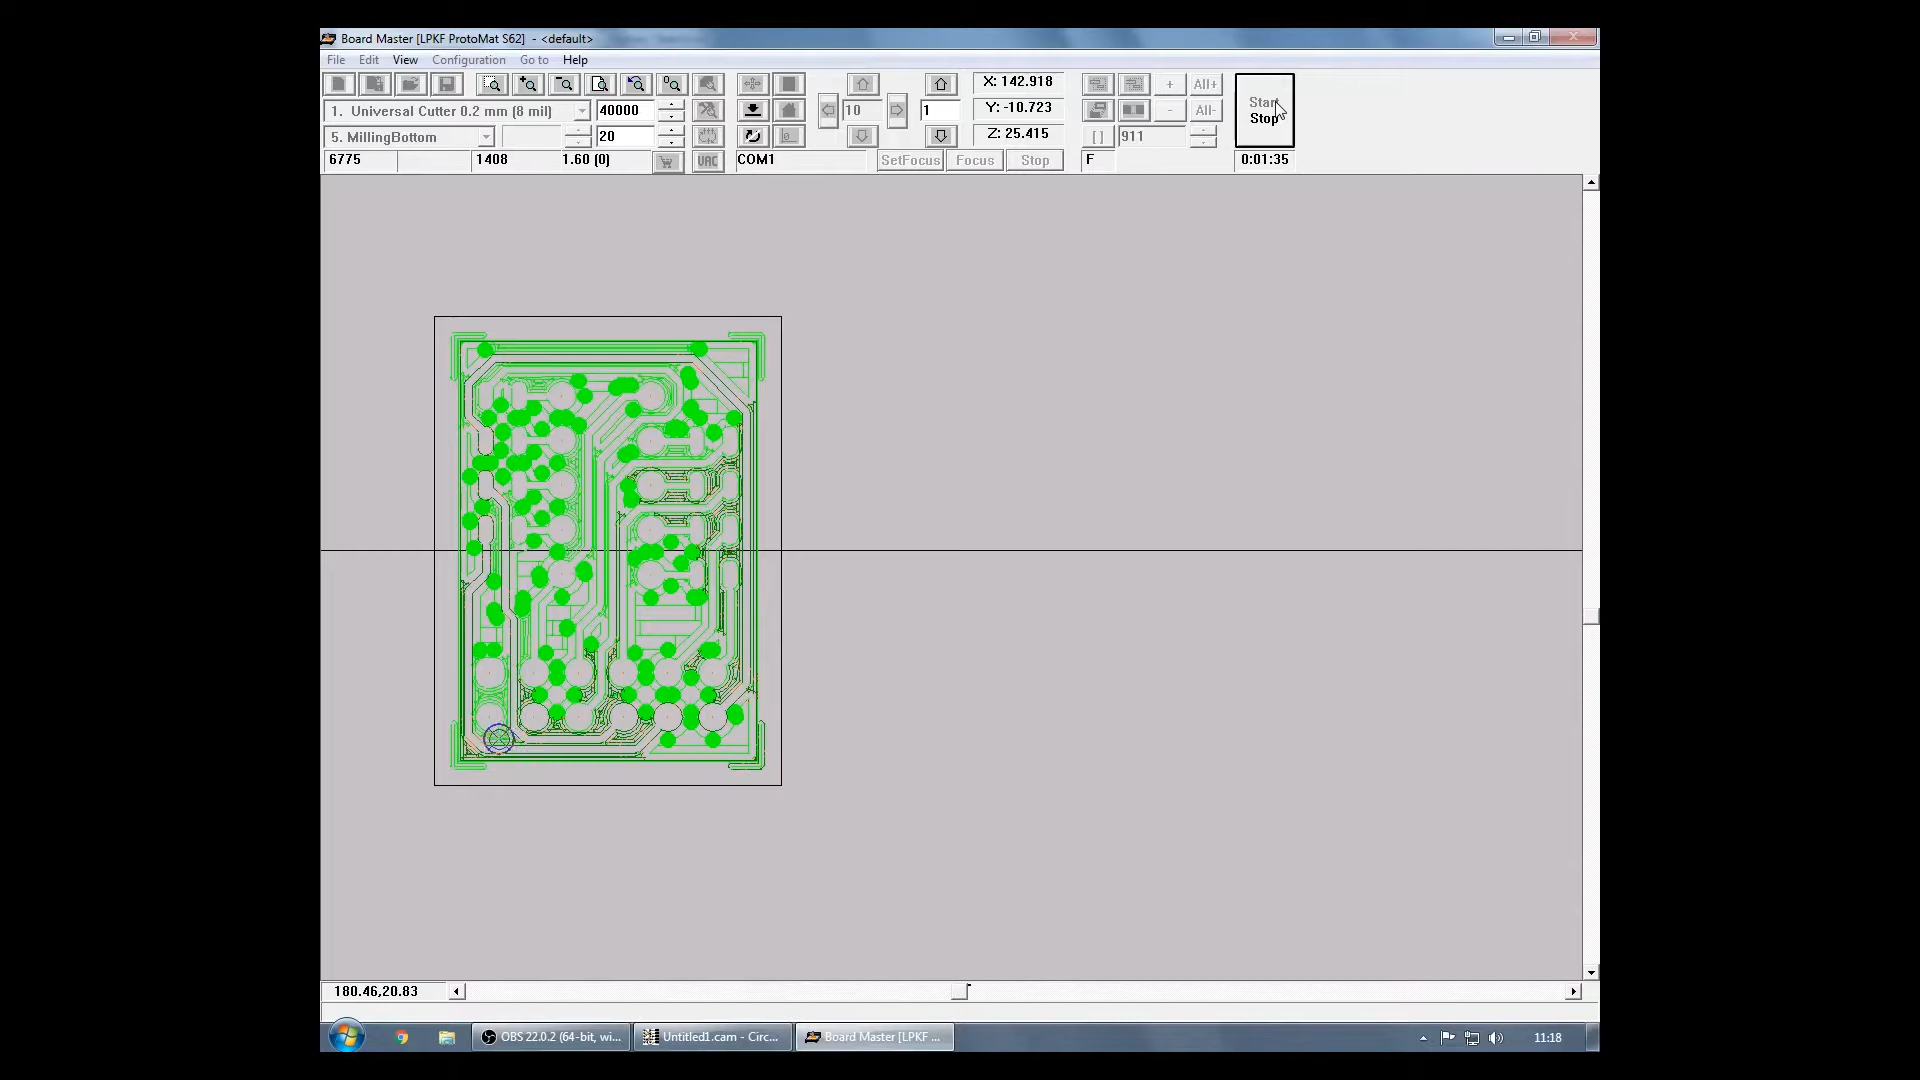 Board Master [LPKF ProtoMat S62] - <default>
File Edit View Configuration Go to Help
1. Universal Cutter 0.2 mm (8 mil) 40000
5. MillingBottom 20
6775 1408 1.60 (0) VAC COM1
10 1
X: 142.918
Y: -10.723
Z: 25.415
SetFocus Focus Stop
+ All+
- All-
[ ] 911
F
Start
Stop
0:01:35
180.46,20.83
OBS 22.0.2 (64-bit, wi... Untitled1.cam - Circ... Board Master [LPKF ... 11:18